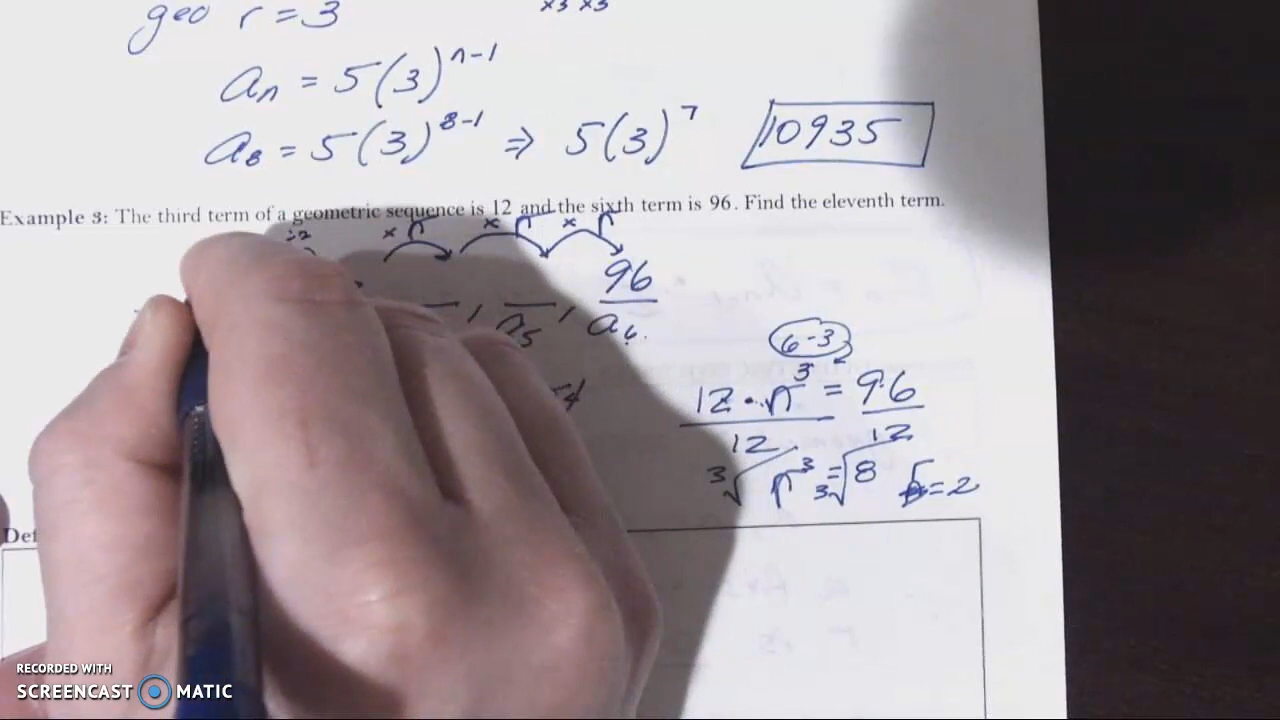 geo r = 3
×3 ×3
aₙ = 5(3)ⁿ⁻¹
a₈ = 5(3)⁸⁻¹ ⇒ 5(3)⁷ 10935
Example 3: The third term of a geometric sequence is 12 and the sixth term is 96. Find the eleventh term.
÷2 × r × r × r
96
, a₅ , a₆
6-3
12 · r³ = 96
12 12
³√r³ = ³√8 r = 2
RECORDED WITH
SCREENCAST MATIC